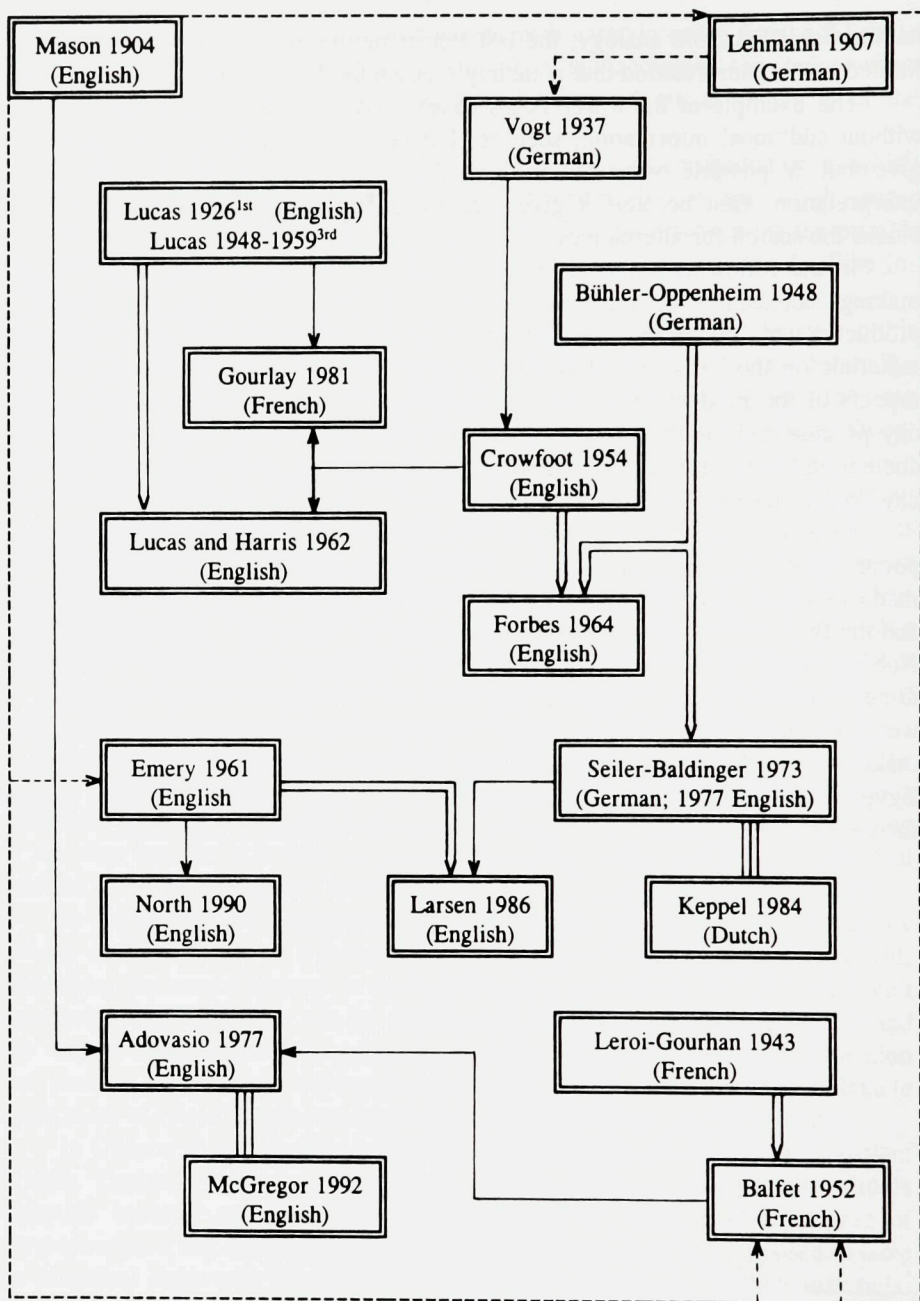 Mason 1904
(English)
Lehmann 1907
(German)
Vogt 1937
(German)
Lucas 1926¹ˢᵗ (English)
Lucas 1948-1959³ʳᵈ
Bühler-Oppenheim 1948
(German)
Gourlay 1981
(French)
Crowfoot 1954
(English)
Lucas and Harris 1962
(English)
Forbes 1964
(English)
Emery 1961
(English
Seiler-Baldinger 1973
(German; 1977 English)
North 1990
(English)
Larsen 1986
(English)
Keppel 1984
(Dutch)
Adovasio 1977
(English)
Leroi-Gourhan 1943
(French)
McGregor 1992
(English)
Balfet 1952
(French)